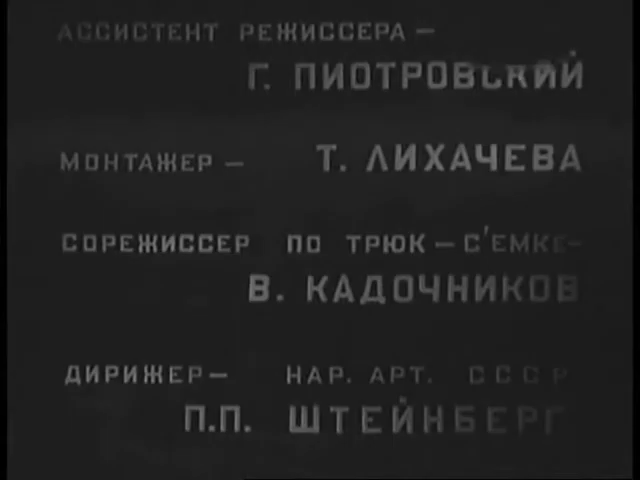 АССИСТЕНТ РЕЖИССЕРА –
Г. ПИОТРОВСКИЙ
МОНТАЖЕР – Т. ЛИХАЧЕВА
СОРЕЖИССЕР ПО ТРЮК – С'ЕМКЕ –
В. КАДОЧНИКОВ
ДИРИЖЕР – НАР. АРТ. СССР
П.П. ШТЕЙНБЕРГ